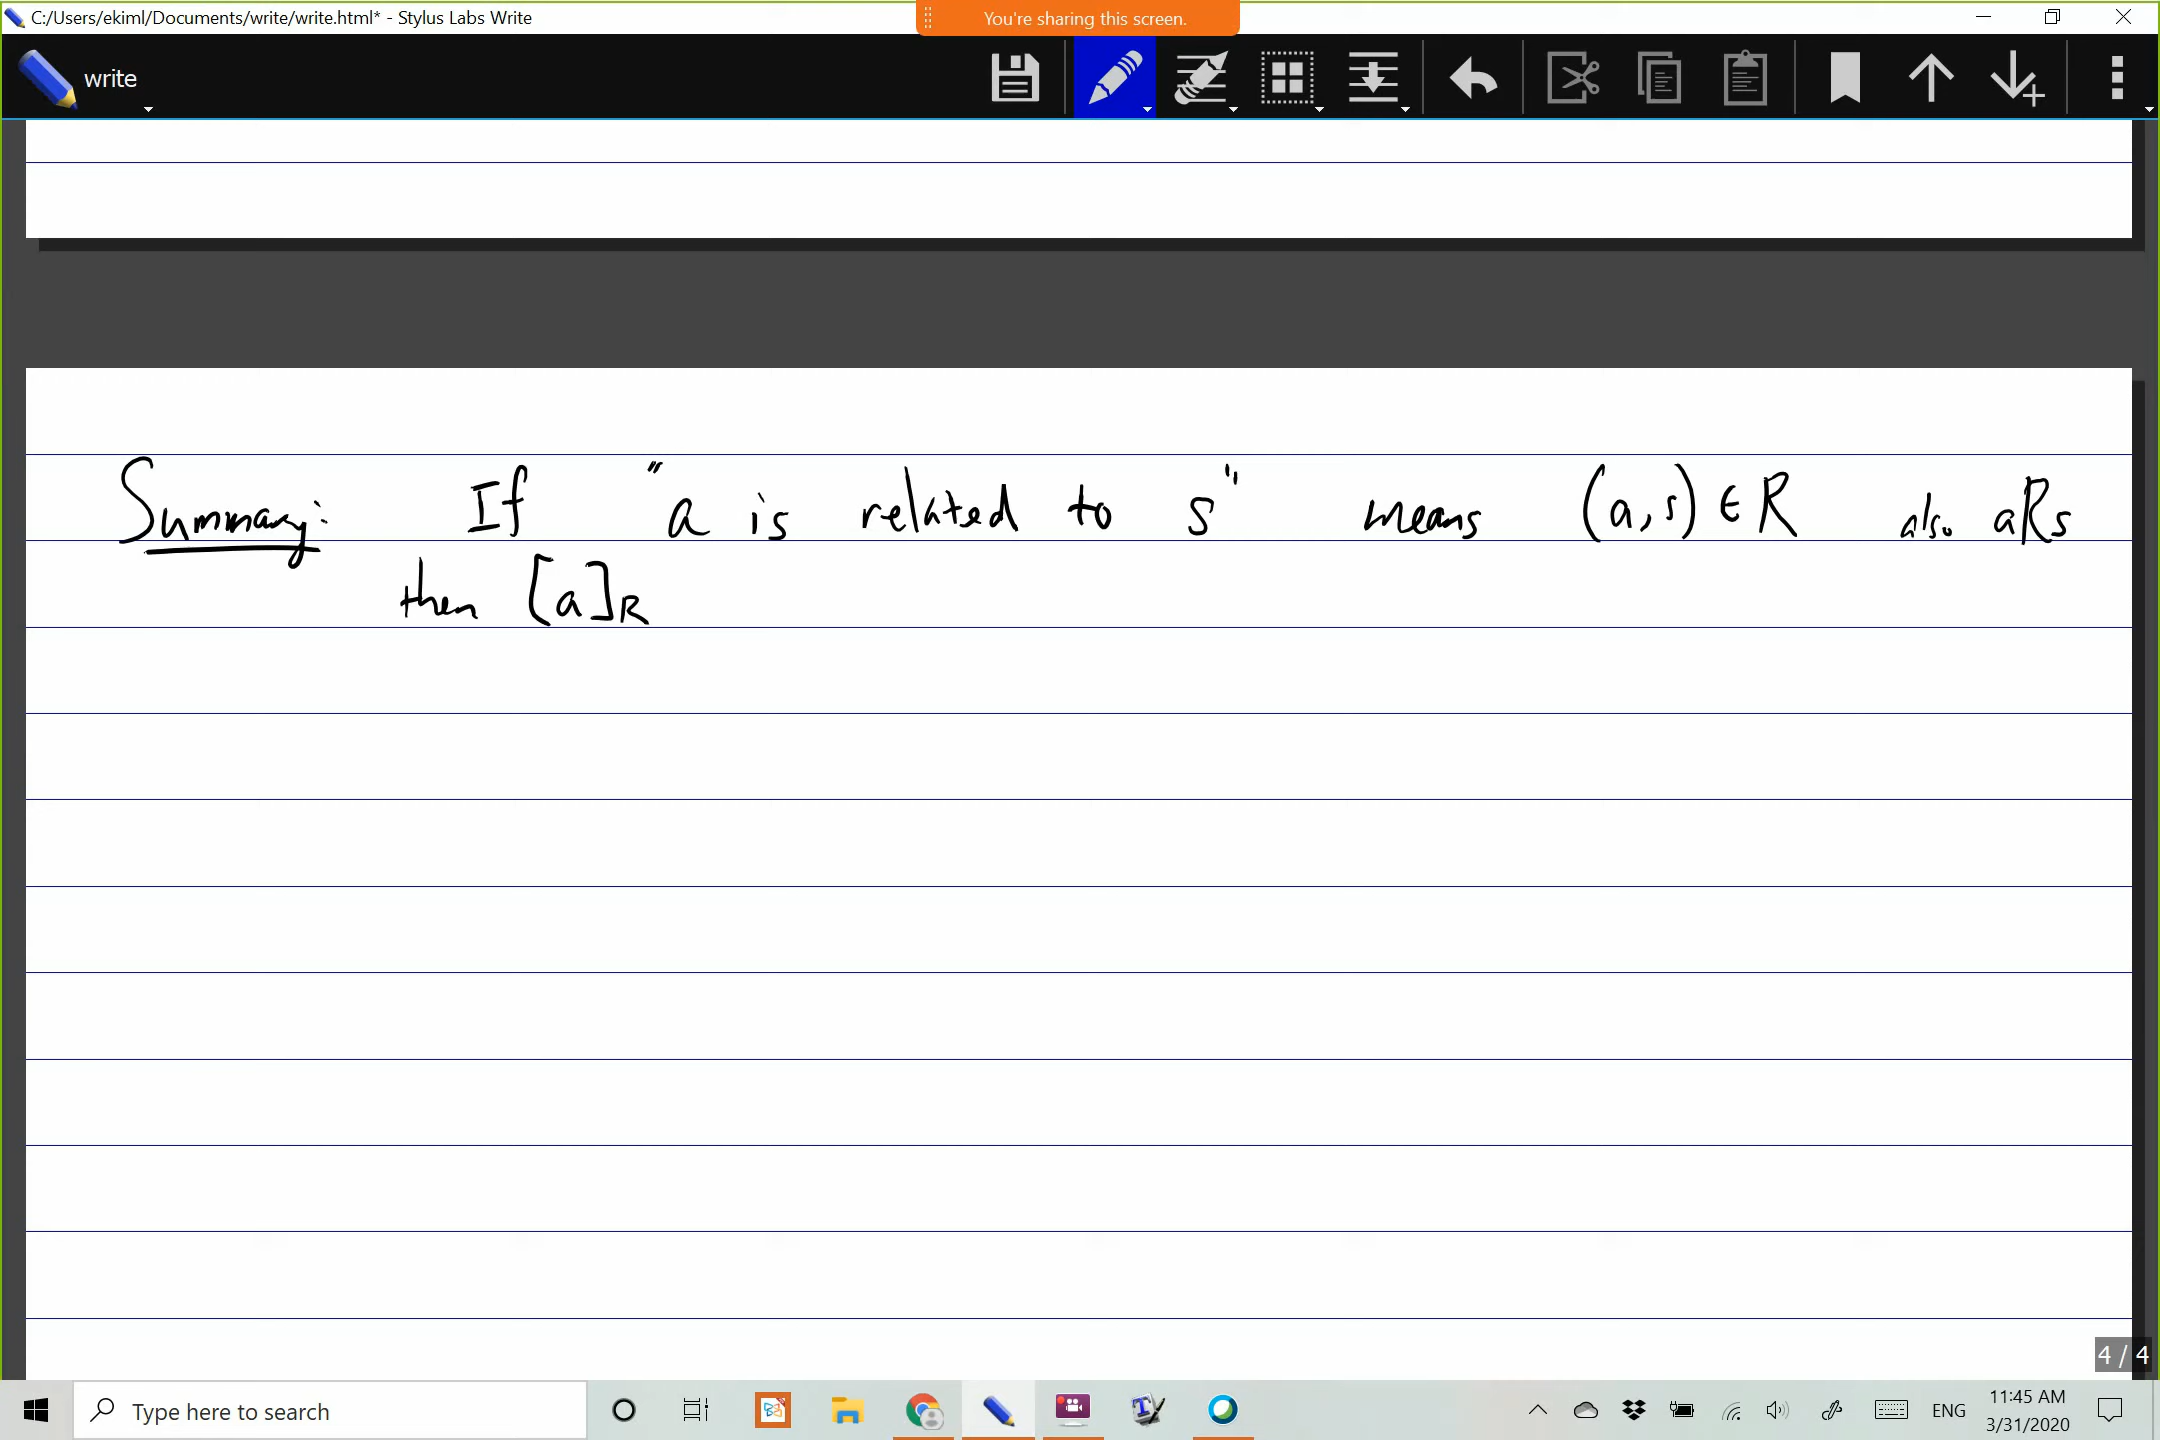 C:/Users/ekiml/Documents/write/write.html* - Stylus Labs Write
You're sharing this screen.
write
Summary: If "a is related to s" means (a,s) ∈ R also aRs
then [a]R
4 / 4
Type here to search
ENG
11:45 AM
3/31/2020